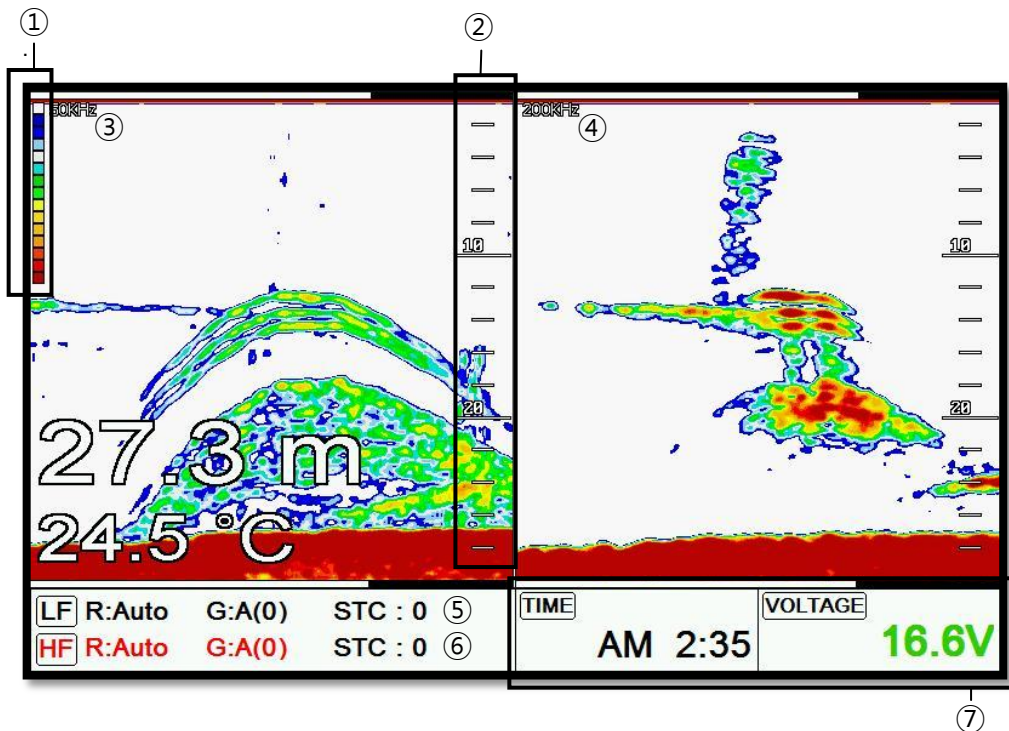 ①
②
50KHz
③
200KHz
④
10
10
20
20
27.3 m
24.5 °C
LF R:Auto G:A(0) STC : 0 ⑤
HF R:Auto G:A(0) STC : 0 ⑥
TIME
AM 2:35
VOLTAGE
16.6V
⑦